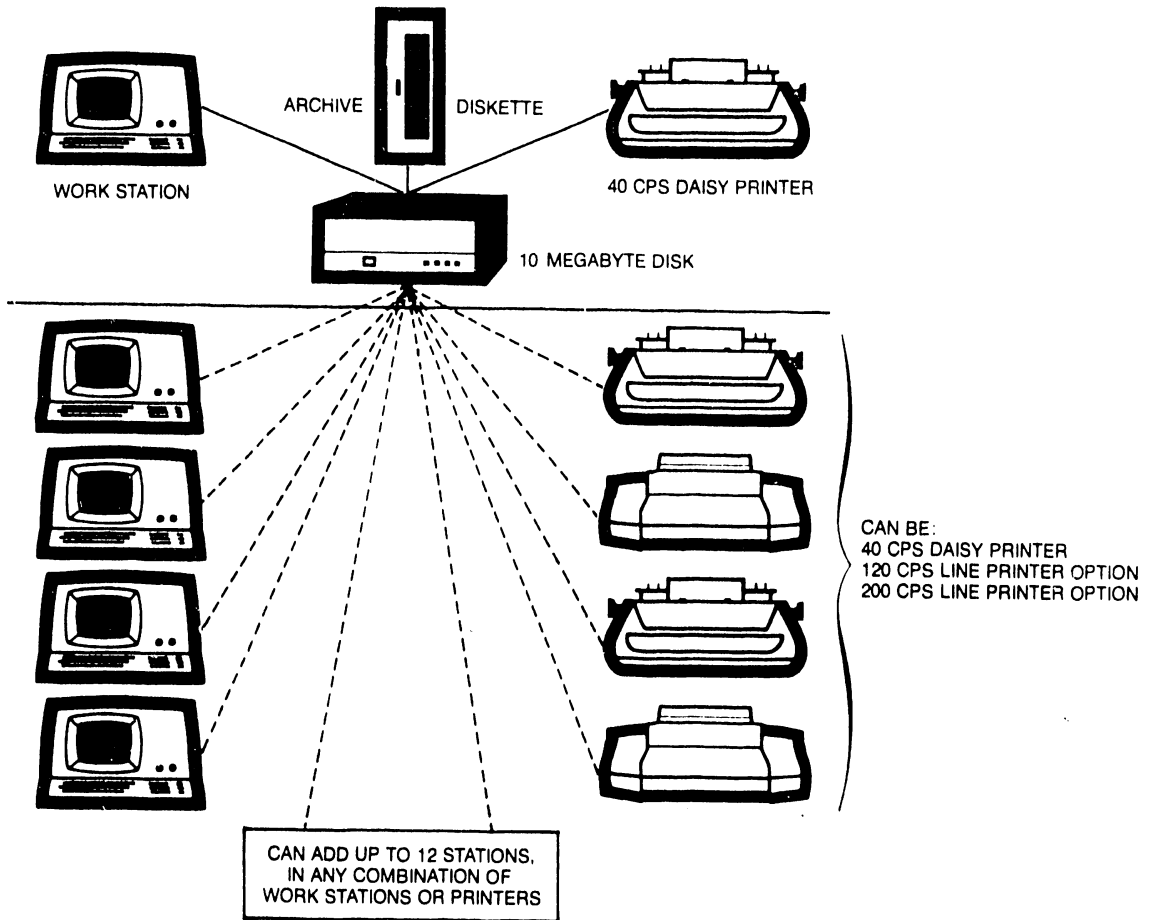 ARCHIVE
DISKETTE
WORK STATION
40 CPS DAISY PRINTER
10 MEGABYTE DISK
CAN BE:
40 CPS DAISY PRINTER
120 CPS LINE PRINTER OPTION
200 CPS LINE PRINTER OPTION
CAN ADD UP TO 12 STATIONS,
IN ANY COMBINATION OF
WORK STATIONS OR PRINTERS